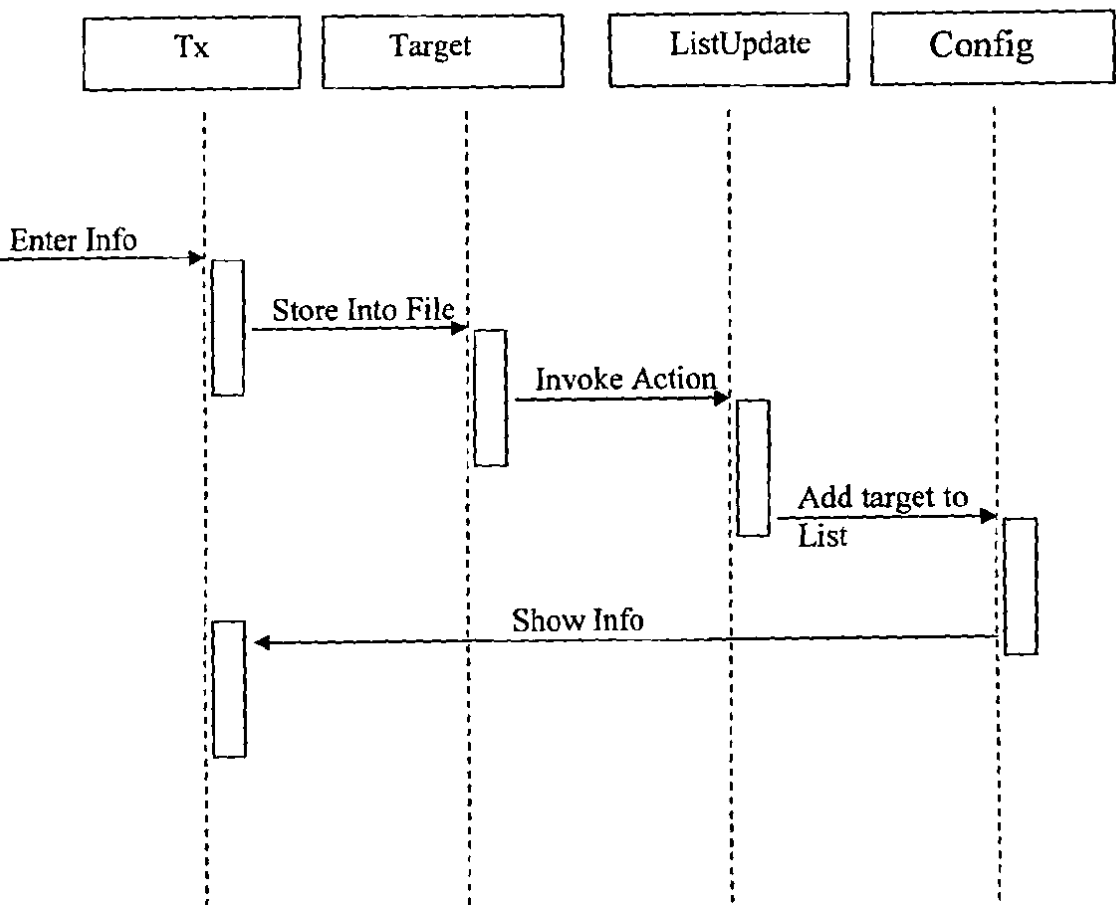 Tx
Target
ListUpdate
Config
Enter Info
Store Into File
Invoke Action
Add target to
List
Show Info